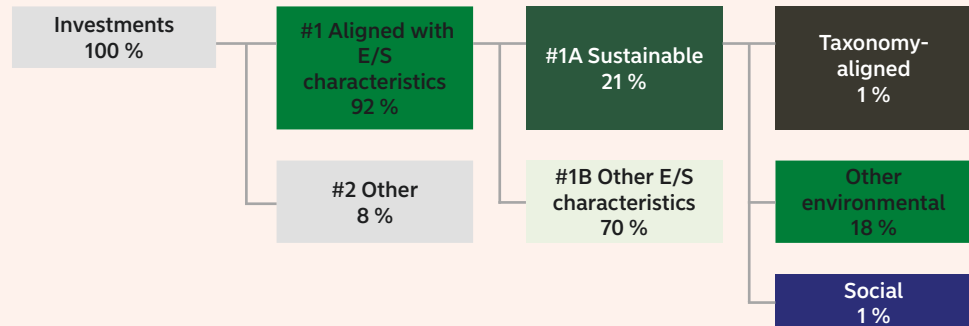 Investments
100 %
#1 Aligned with
E/S
characteristics
92 %
#1A Sustainable
21 %
Taxonomy-
aligned
1 %
#2 Other
8 %
#1B Other E/S
characteristics
70 %
Other
environmental
18 %
Social
1 %